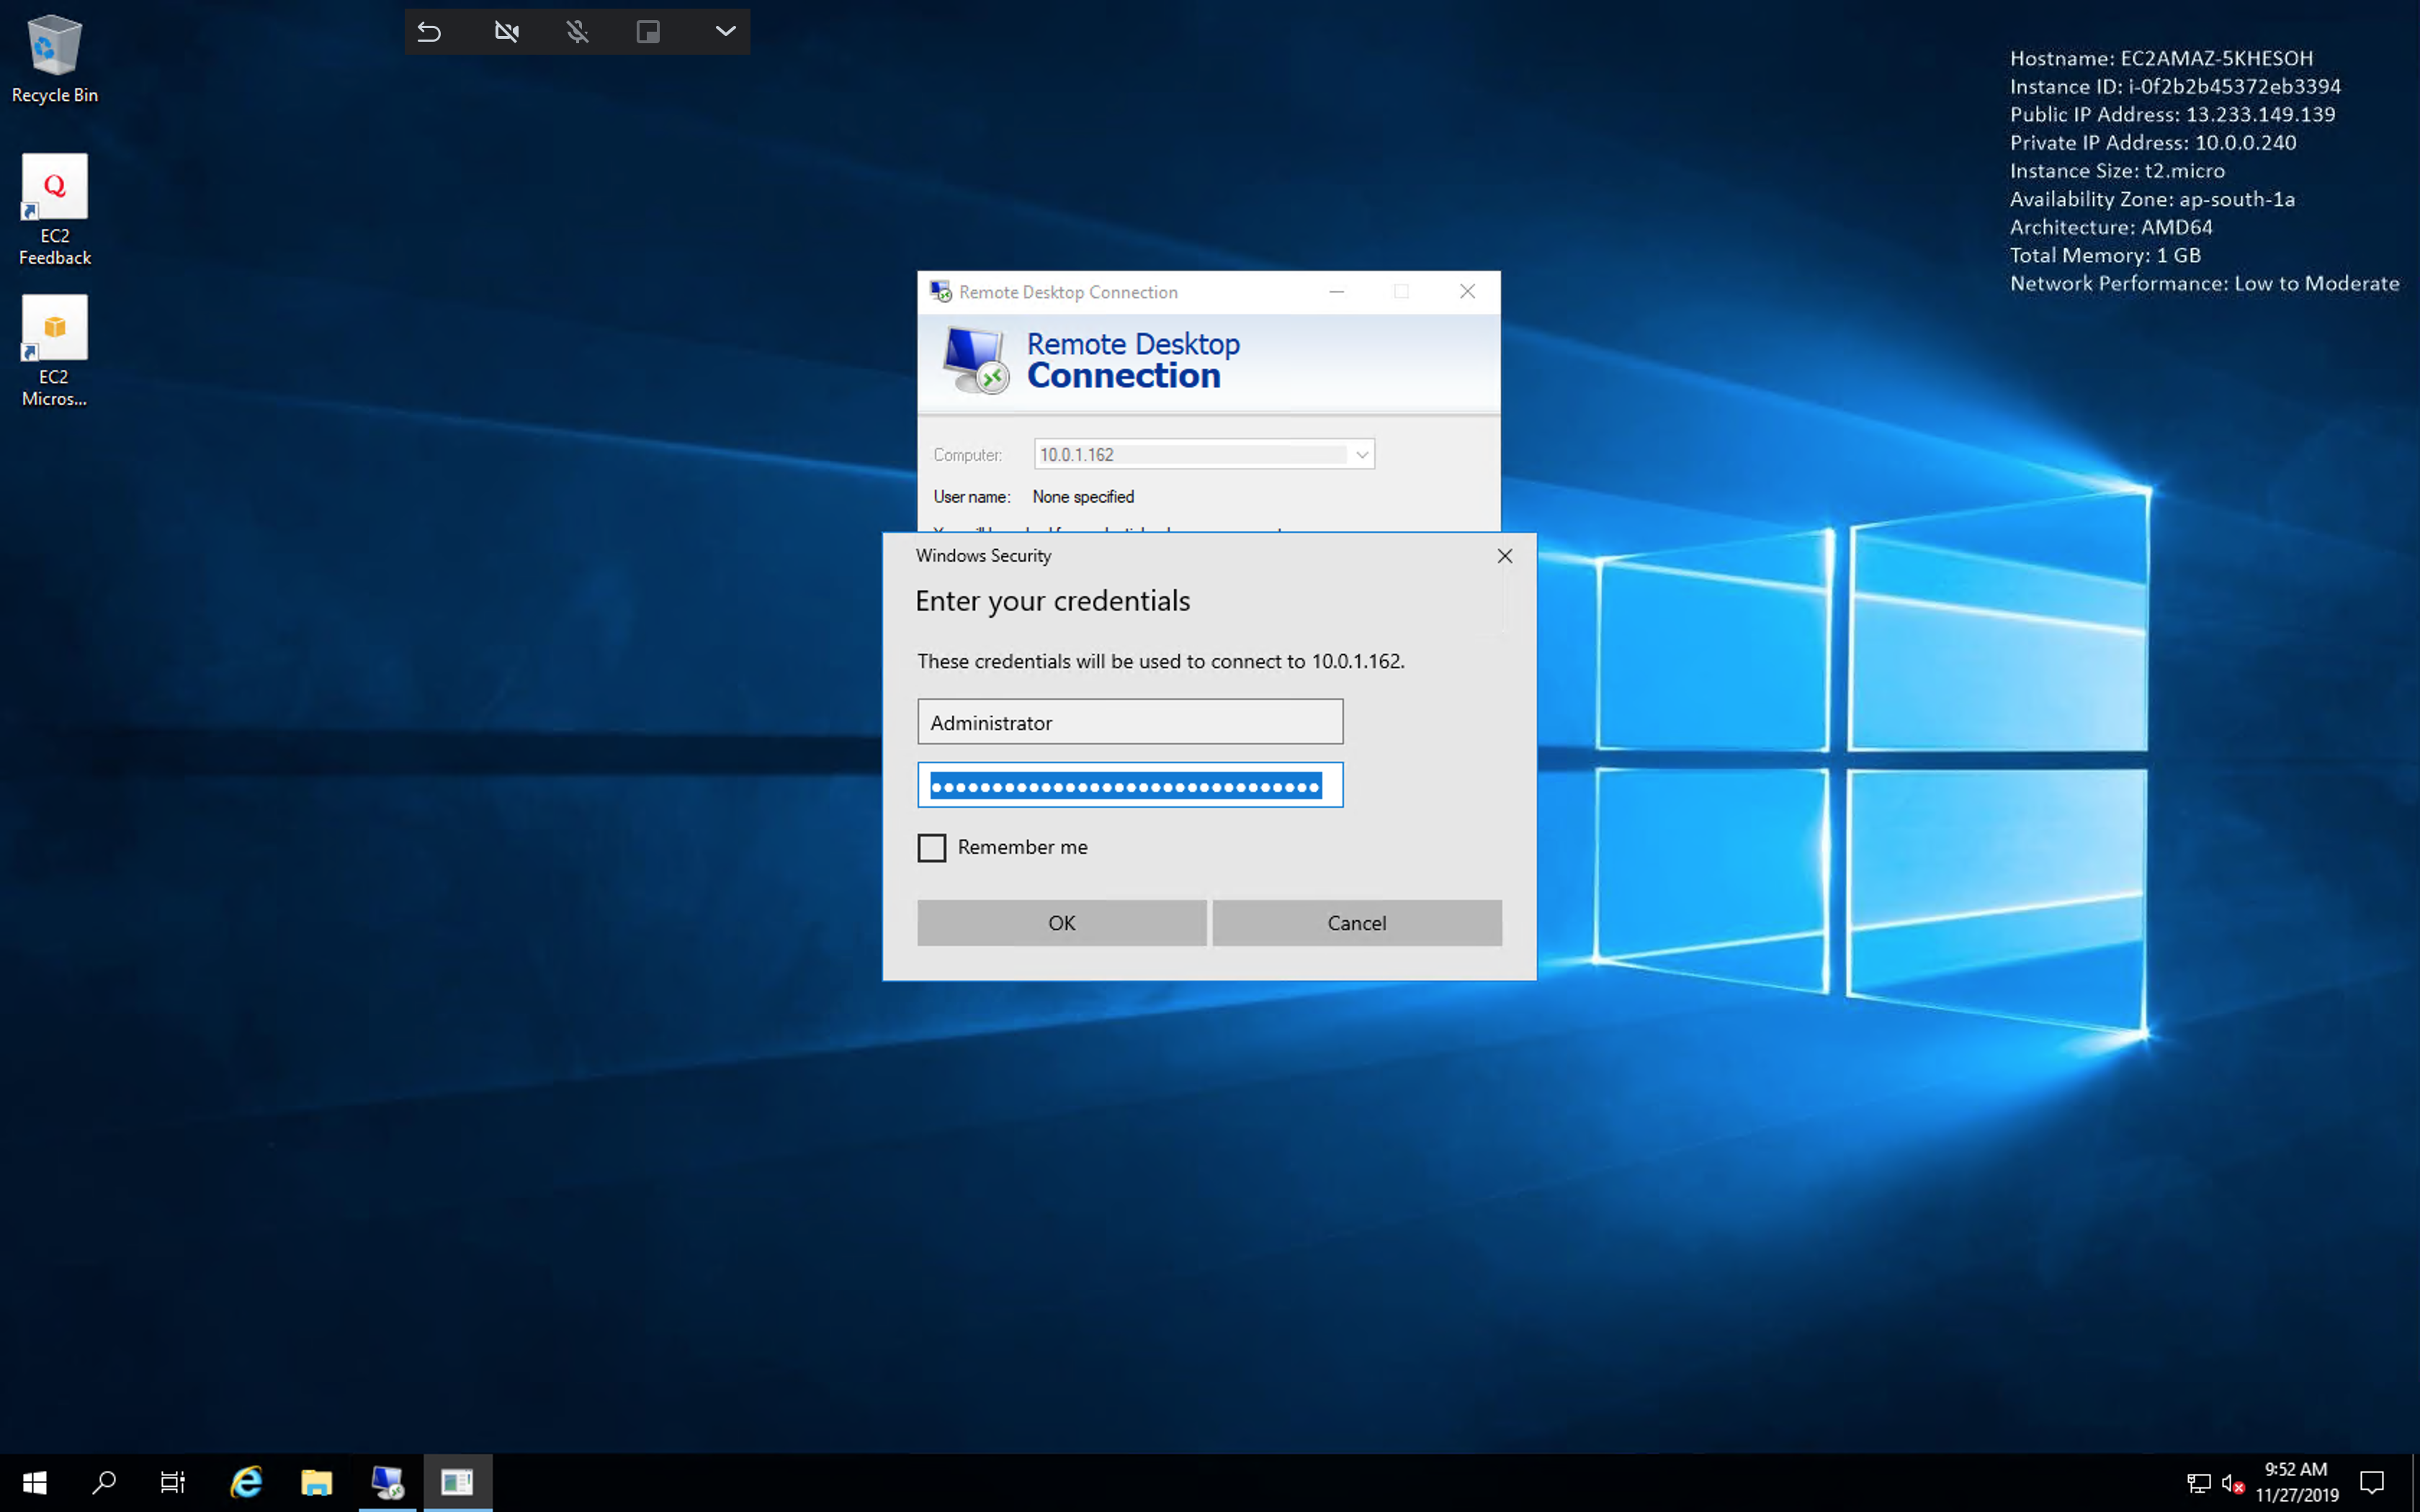 Recycle Bin
Q
EC2
Feedback
EC2
Micros...
Hostname: EC2AMAZ-5KHESOH
Instance ID: i-0f2b2b45372eb3394
Public IP Address: 13.233.149.139
Private IP Address: 10.0.0.240
Instance Size: t2.micro
Availability Zone: ap-south-1a
Architecture: AMD64
Total Memory: 1 GB
Network Performance: Low to Moderate
Remote Desktop Connection
Remote Desktop
Connection
Computer: 10.0.1.162
User name: None specified
Windows Security
Enter your credentials
These credentials will be used to connect to 10.0.1.162.
Administrator
Remember me
OK Cancel
9:52 AM
11/27/2019